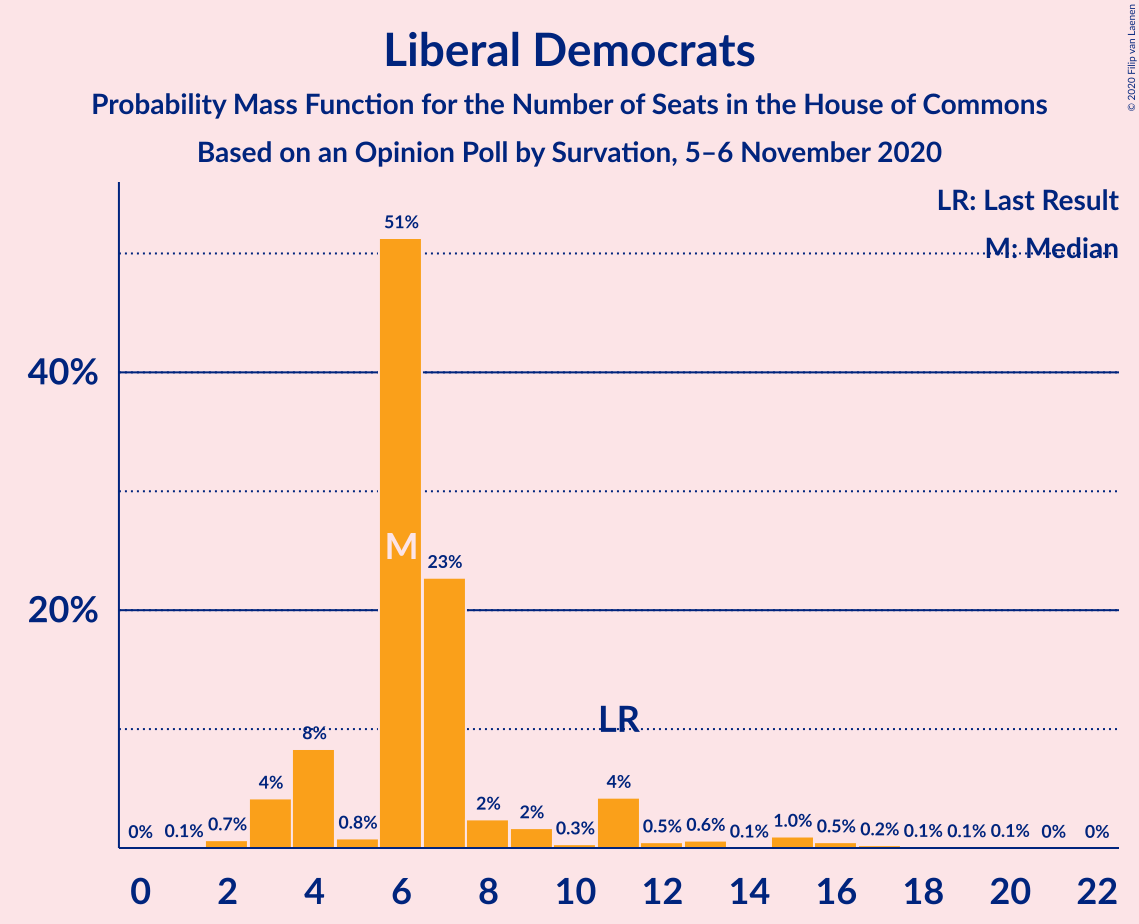 Liberal Democrats
Probability Mass Function for the Number of Seats in the House of Commons
Based on an Opinion Poll by Survation, 5–6 November 2020
© 2020 Filip van Laenen
LR: Last Result
M: Median
51%
40%
M
23%
20%
LR
8%
4%
4%
2%
2%
0% 0.1% 0.7% 0.8% 0.3% 0.5% 0.6% 0.1% 1.0% 0.5% 0.2% 0.1% 0.1% 0.1% 0% 0%
0 2 4 6 8 10 12 14 16 18 20 22